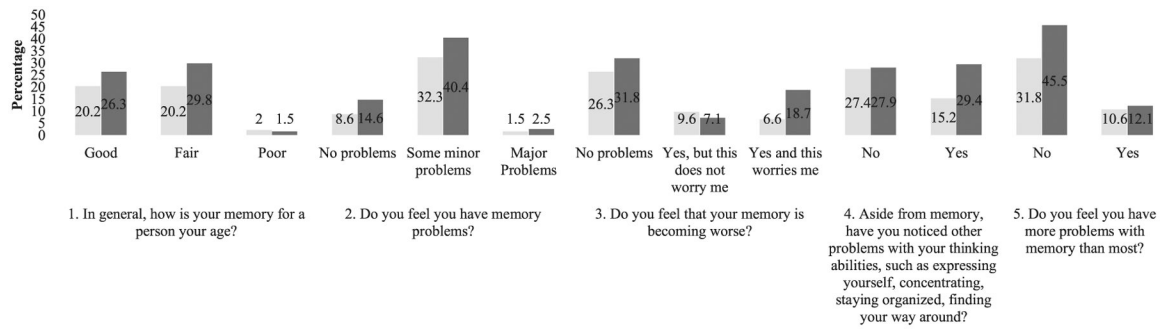 Percentage
50
45
40
35
30
25
20
15
10
5
0
20.2 26.3 20.2 29.8 2 1.5 8.6 14.6 32.3 40.4 1.5 2.5 26.3 31.8 9.6 7.1 6.6 18.7 27.4 27.9 15.2 29.4 31.8 45.5 10.6 12.1
Good Fair Poor No problems Some minor problems Major Problems No problems Yes, but this does not worry me Yes and this worries me No Yes No Yes
1. In general, how is your memory for a
person your age?
2. Do you feel you have memory
problems?
3. Do you feel that your memory is
becoming worse?
4. Aside from memory,
have you noticed other
problems with your thinking
abilities, such as expressing
yourself, concentrating,
staying organized, finding
your way around?
5. Do you feel you have
more problems with
memory than most?